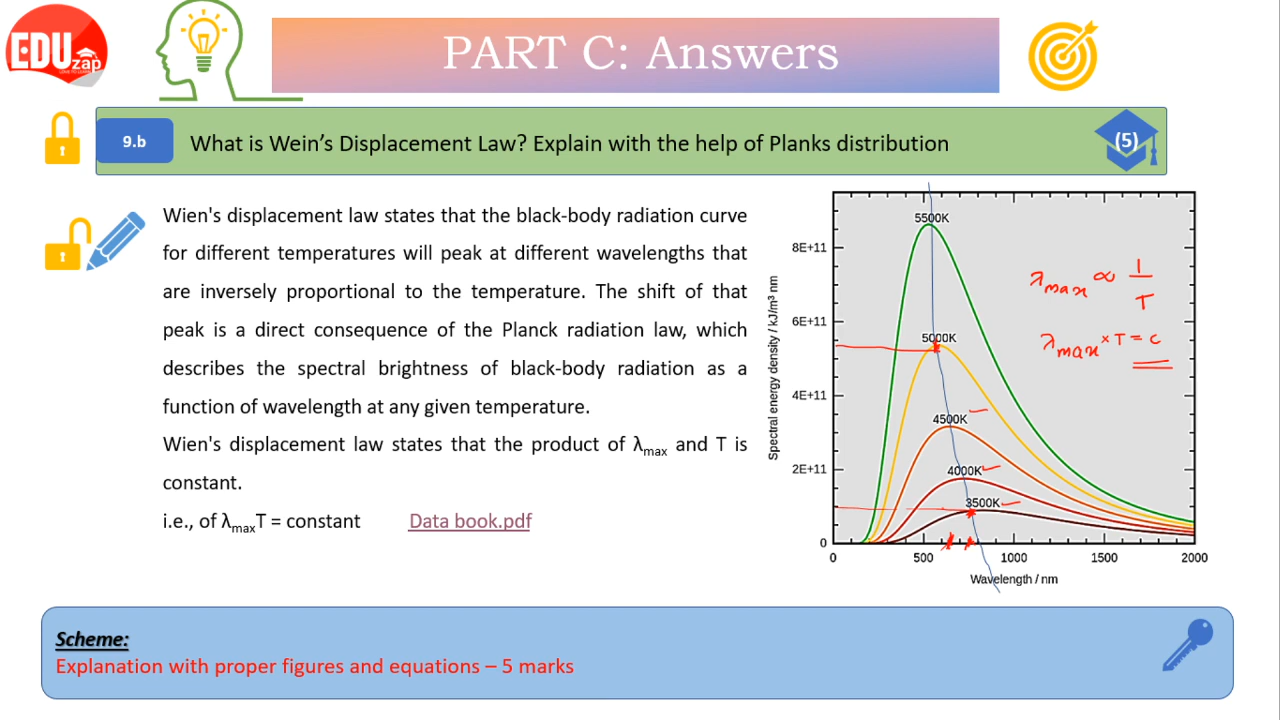 EDU
zap
PART C: Answers
9.b
What is Wein's Displacement Law? Explain with the help of Planks distribution
(5)
Wien's displacement law states that the black-body radiation curve
for different temperatures will peak at different wavelengths that
are inversely proportional to the temperature. The shift of that
peak is a direct consequence of the Planck radiation law, which
describes the spectral brightness of black-body radiation as a
function of wavelength at any given temperature.
Wien's displacement law states that the product of λmax and T is
constant.
i.e., of λmaxT = constant
Data book.pdf
Spectral energy density / kJ/m³ nm
8E+11
6E+11
4E+11
2E+11
0
5500K
5000K
4500K
4000K
3500K
λmax ∝ 1/T
λmax × T = c
0 500 1000 1500 2000
Wavelength / nm
Scheme:
Explanation with proper figures and equations – 5 marks